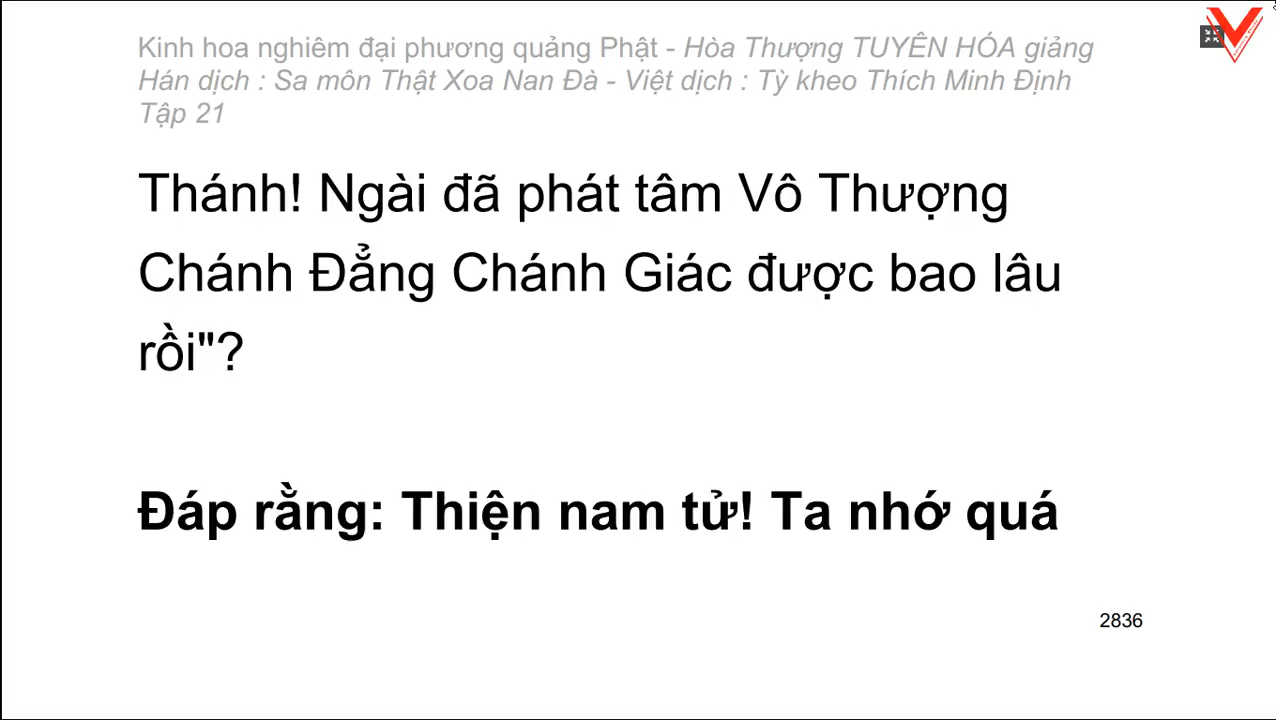 Kinh hoa nghiêm đại phương quảng Phật - Hòa Thượng TUYÊN HÓA giảng
Hán dịch : Sa môn Thật Xoa Nan Đà - Việt dịch : Tỳ kheo Thích Minh Định
Tập 21
Thánh! Ngài đã phát tâm Vô Thượng
Chánh Đẳng Chánh Giác được bao lâu
rồi"?
Đáp rằng: Thiện nam tử! Ta nhớ quá
2836